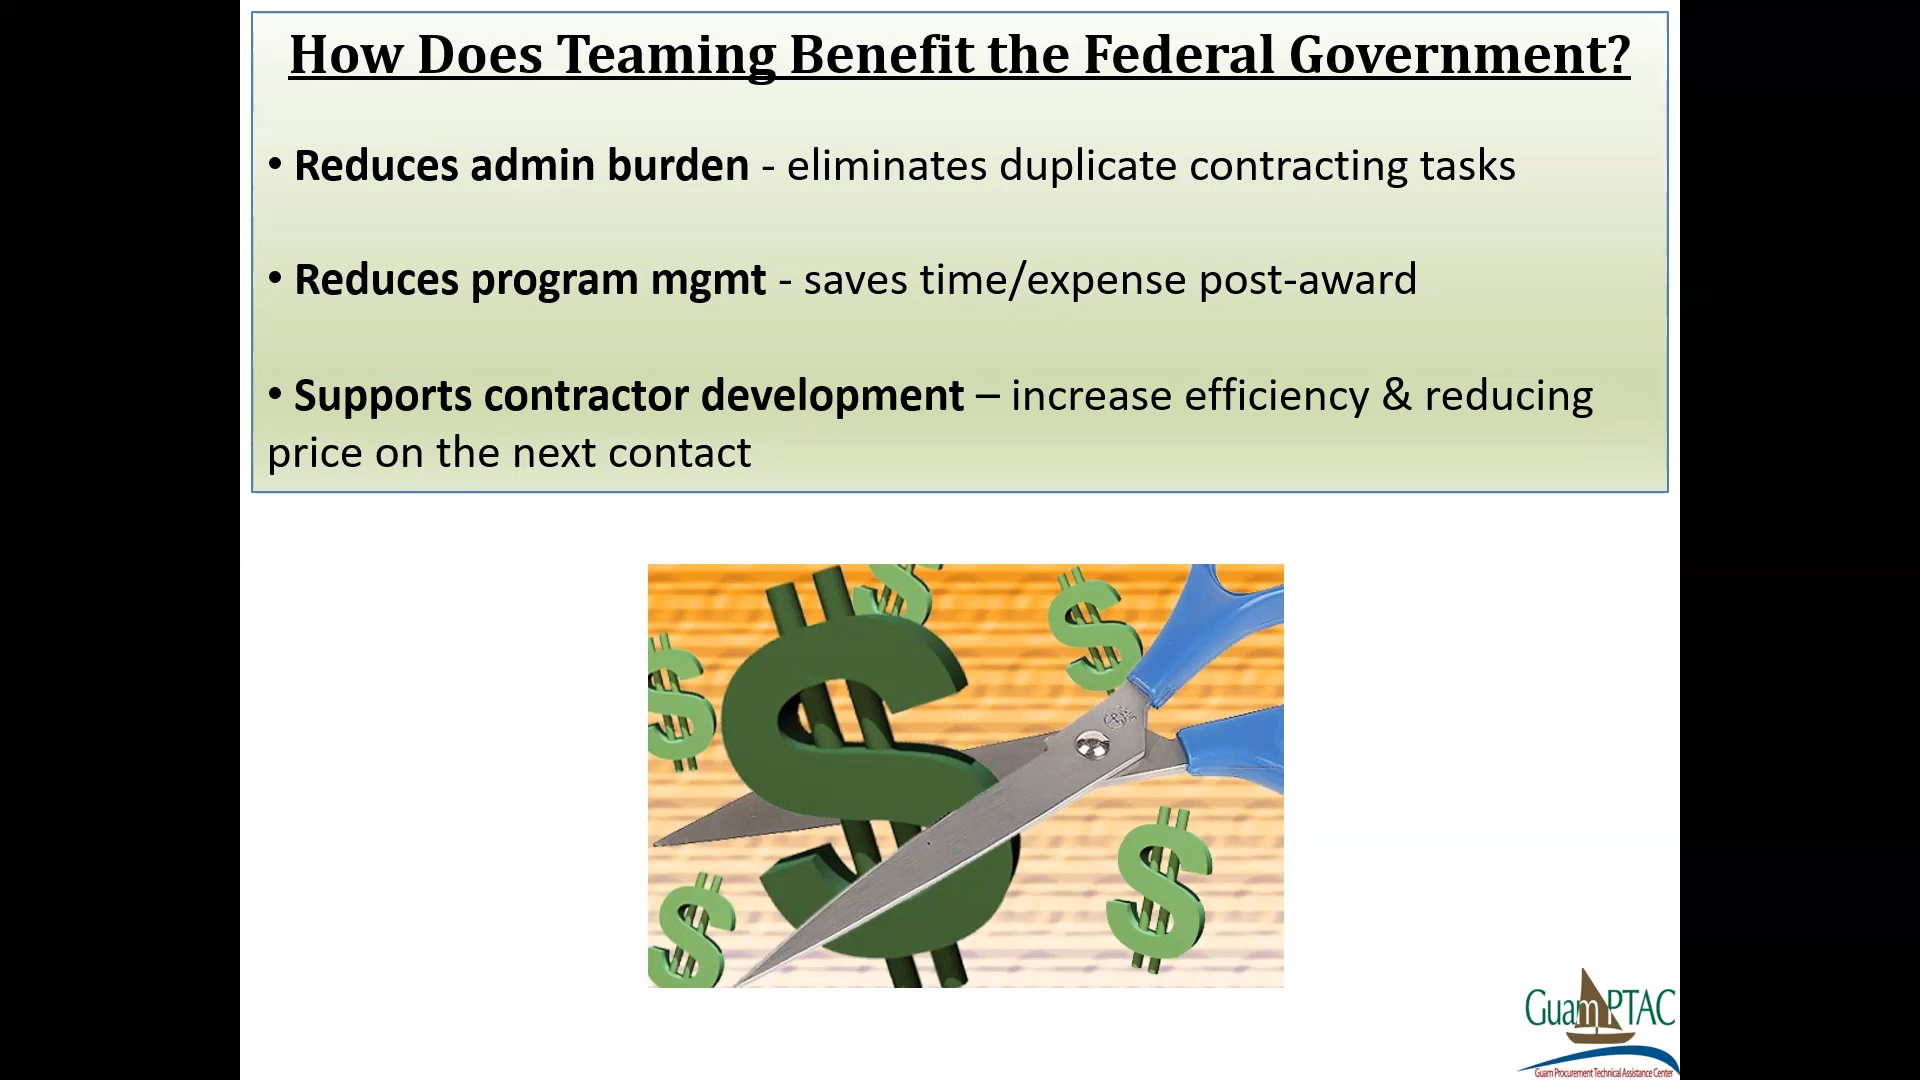 How Does Teaming Benefit the Federal Government?
• Reduces admin burden - eliminates duplicate contracting tasks
• Reduces program mgmt - saves time/expense post-award
• Supports contractor development – increase efficiency & reducing
price on the next contact
$ $ $ $ $ $
Guam PTAC
Guam Procurement Technical Assistance Center